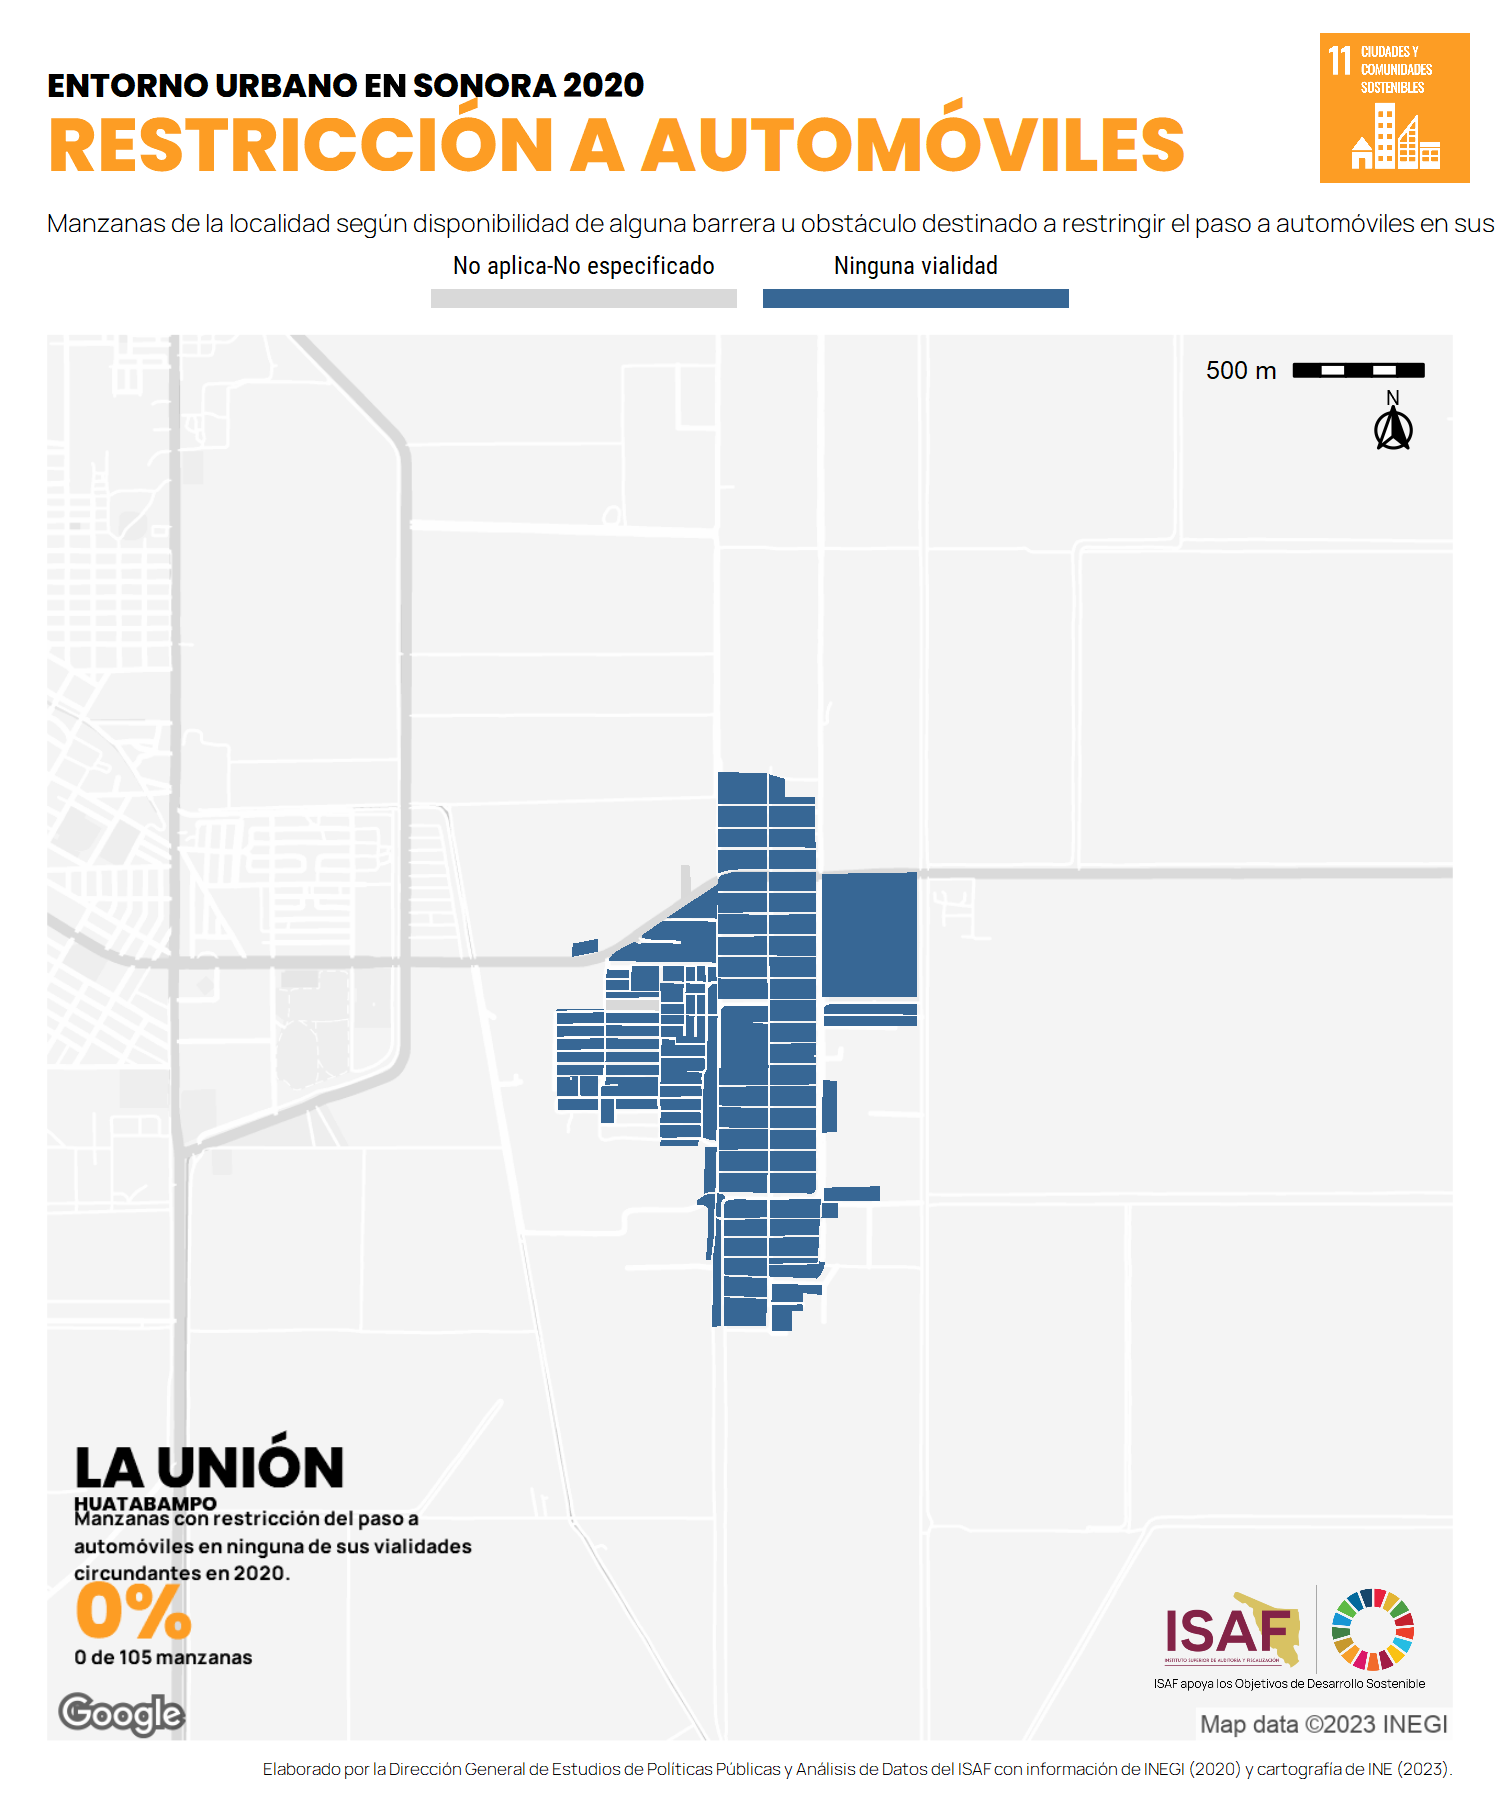 ENTORNO URBANO EN SONORA 2020
RESTRICCIÓN A AUTOMÓVILES
11 CIUDADES Y
COMUNIDADES
SOSTENIBLES
Manzanas de la localidad según disponibilidad de alguna barrera u obstáculo destinado a restringir el paso a automóviles en sus
No aplica-No especificado
Ninguna vialidad
500 m
N
LA UNIÓN
HUATABAMPO
Manzanas con restricción del paso a
automóviles en ninguna de sus vialidades
circundantes en 2020.
0%
0 de 105 manzanas
Google
ISAF
INSTITUTO SUPERIOR DE AUDITORÍA Y FISCALIZACIÓN
ISAF apoya los Objetivos de Desarrollo Sostenible
Map data ©2023 INEGI
Elaborado por la Dirección General de Estudios de Políticas Públicas y Análisis de Datos del ISAF con información de INEGI (2020) y cartografía de INE (2023).